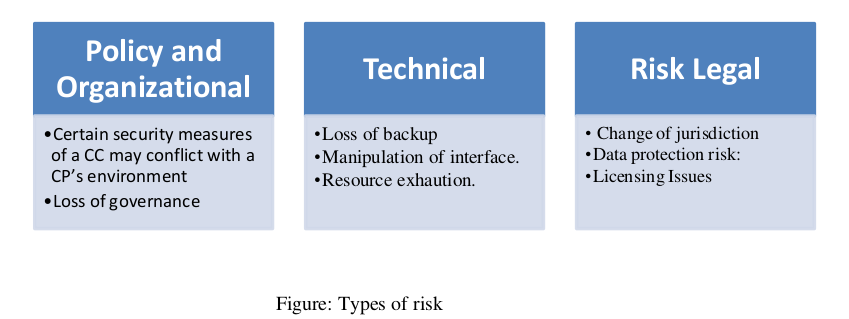 Policy and
Organizational
•Certain security measures
of a CC may conflict with a
CP’s environment
•Loss of governance
Technical
•Loss of backup
•Manipulation of interface.
•Resource exhaution.
Risk Legal
• Change of jurisdiction
•Data protection risk:
•Licensing Issues
Figure: Types of risk